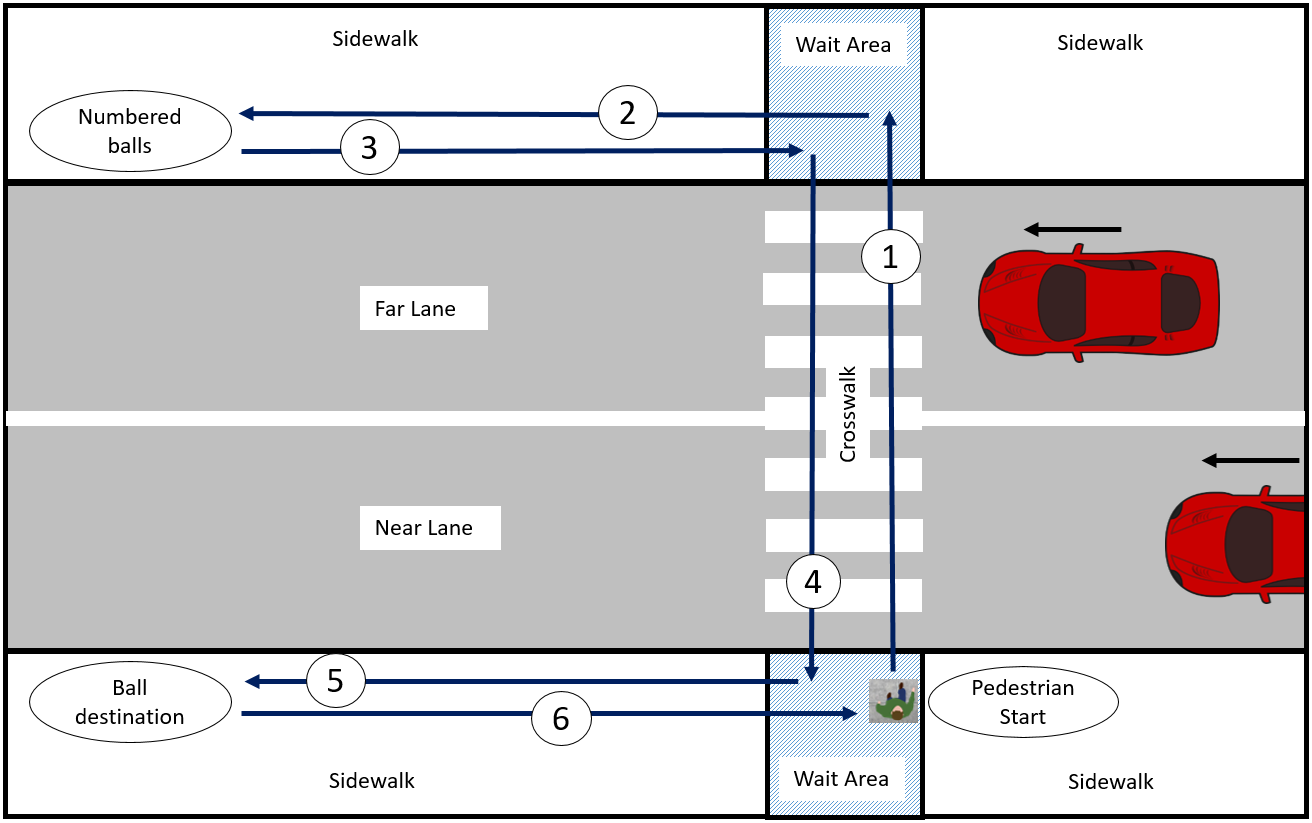 Sidewalk
Wait Area
Sidewalk
Numbered
balls
2
3
1
Far Lane
Crosswalk
Near Lane
4
5
6
Ball
destination
Pedestrian
Start
Sidewalk
Wait Area
Sidewalk